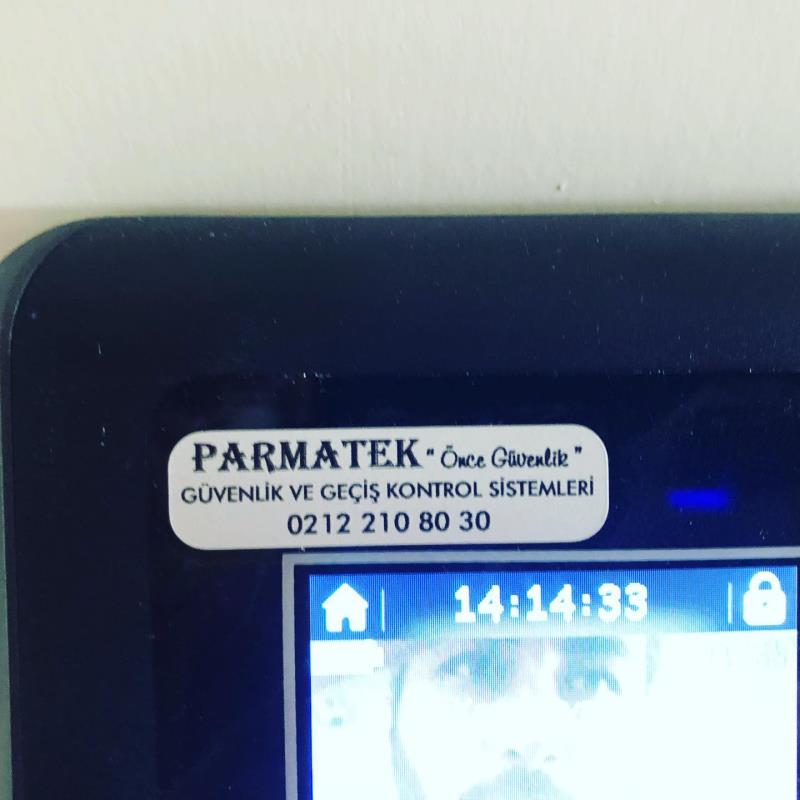 PARMATEK " Önce Güvenlik "
GÜVENLİK VE GEÇİŞ KONTROL SİSTEMLERİ
0212 210 80 30
14:14:33